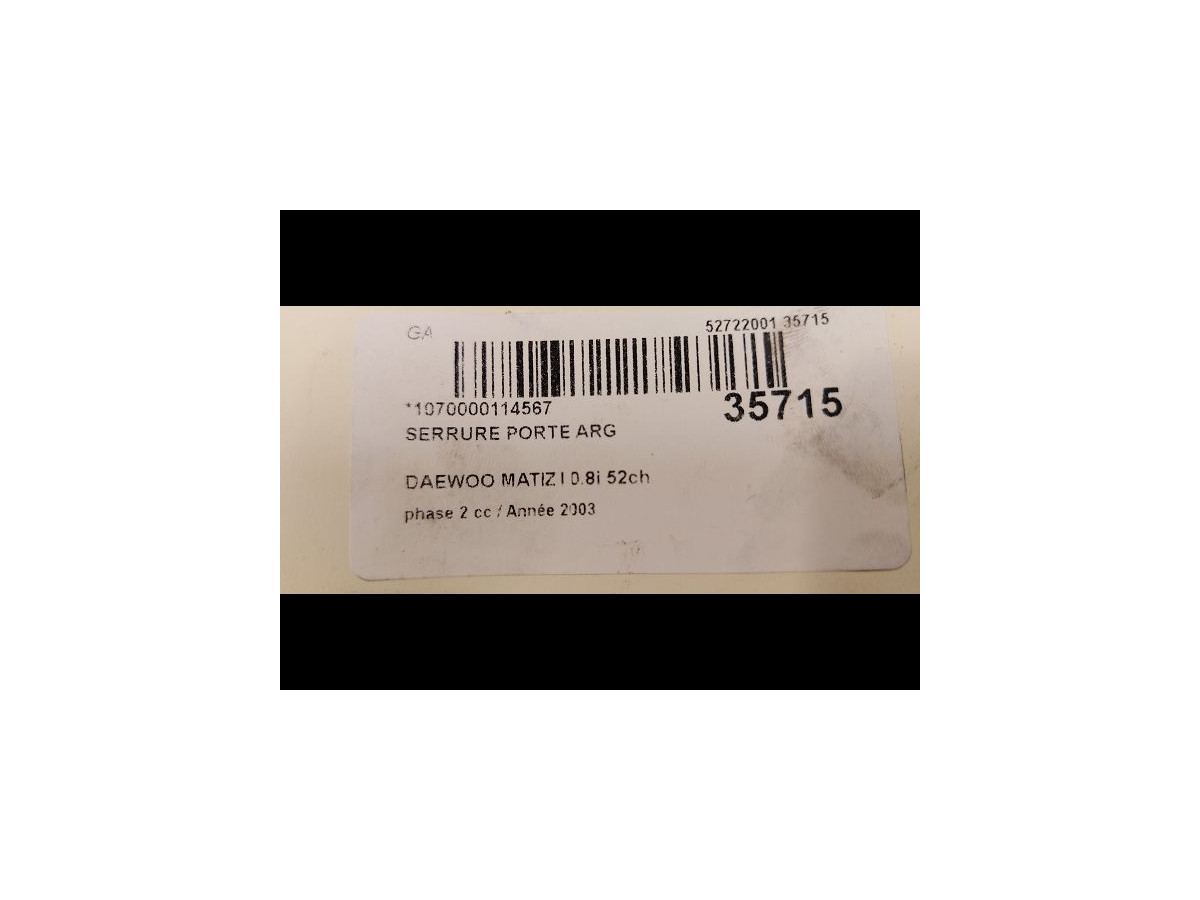 GA
52722001 35715
*1070000114567
35715
SERRURE PORTE ARG
DAEWOO MATIZ I 0.8i 52ch
phase 2 cc / Année 2003